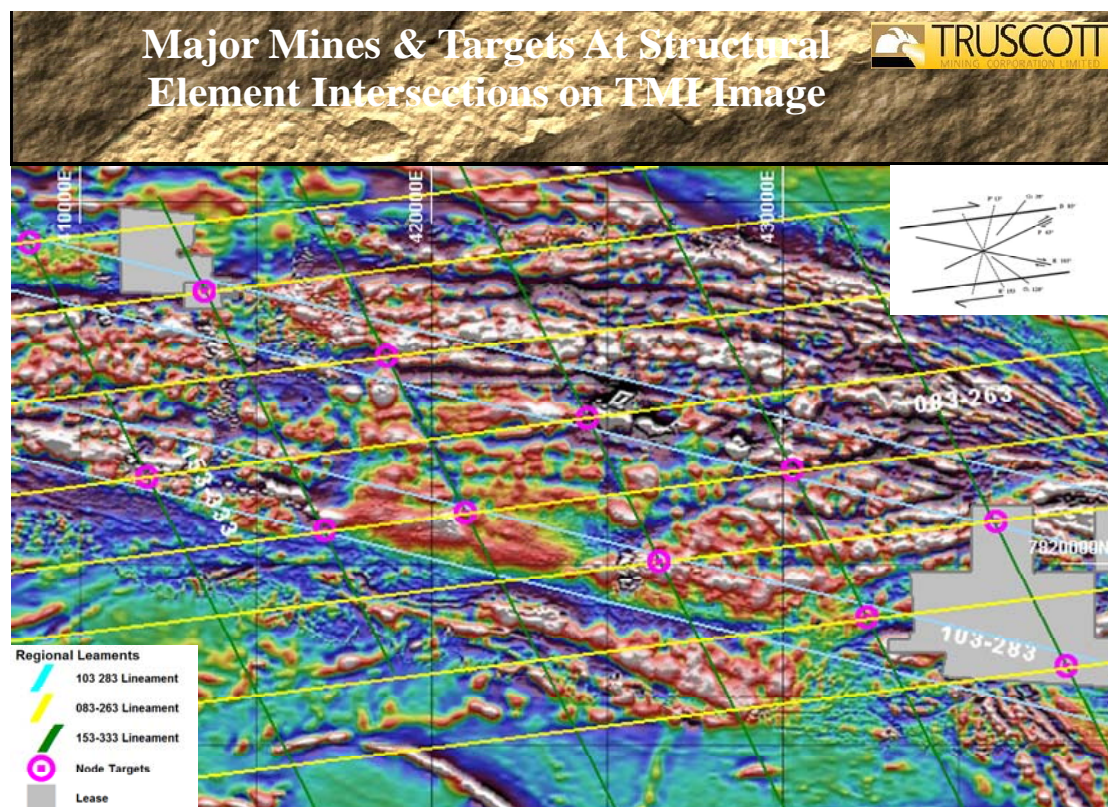 Major Mines & Targets At Structural
Element Intersections on TMI Image
TRUSCOTT
MINING CORPORATION LIMITED
410000E
420000E
430000E
083-263
153-333
7820000N
103-283
Regional Leaments
103 283 Lineament
083-263 Lineament
153-333 Lineament
Node Targets
Lease